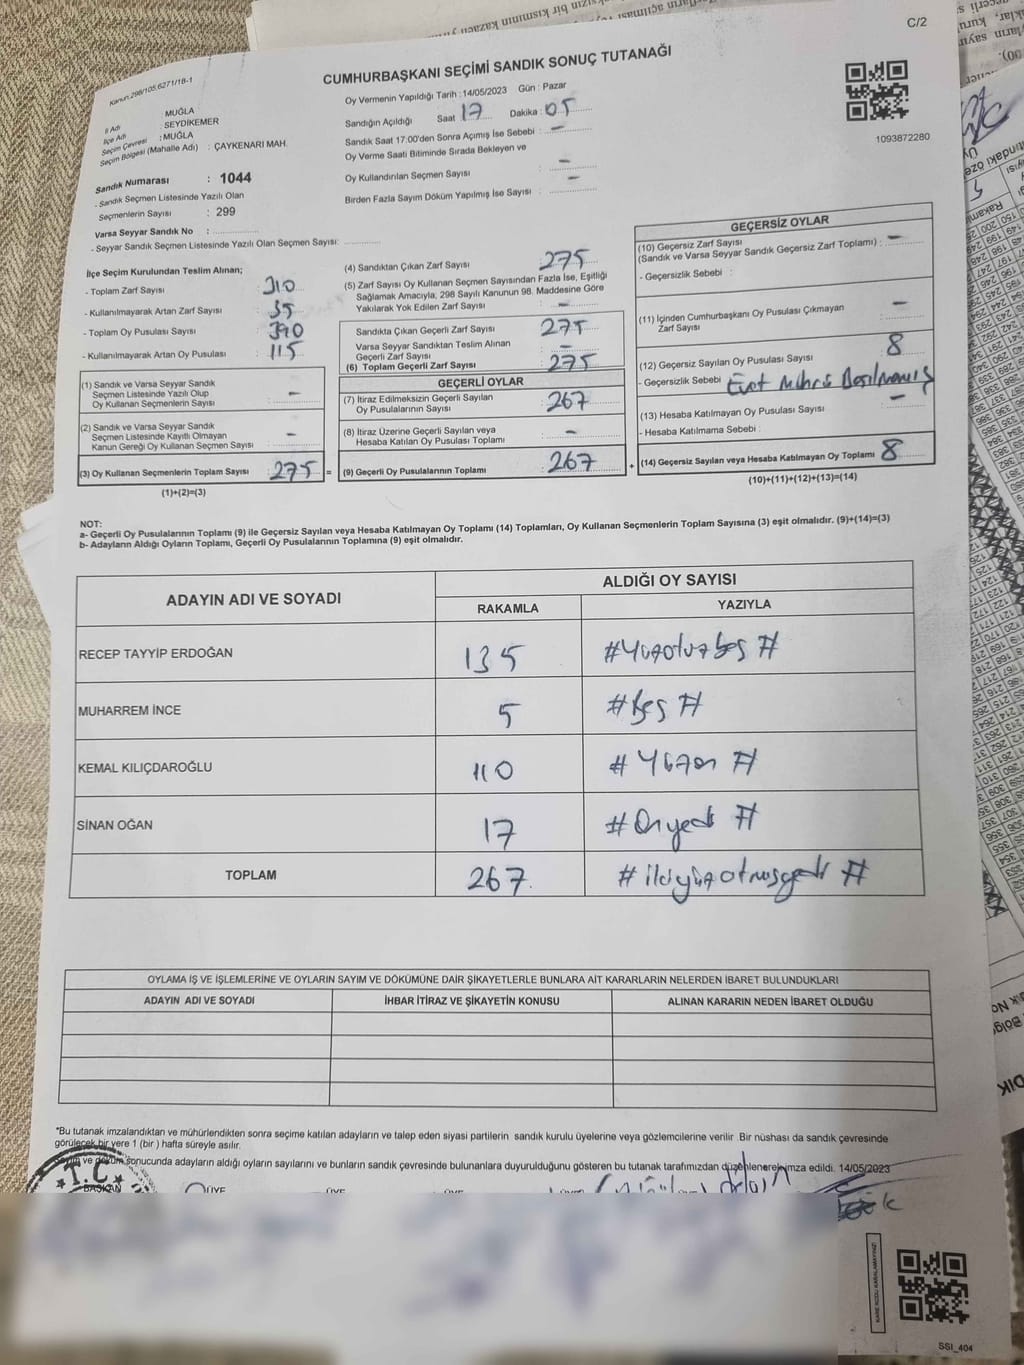 C/2
Kanun.298/105,6271/18-1
CUMHURBAŞKANI SEÇİMİ SANDIK SONUÇ TUTANAĞI
İl Adı : MUĞLA
İlçe Adı : SEYDİKEMER
Seçim Çevresi : MUĞLA
Seçim Bölgesi (Mahalle Adı) : ÇAYKENARI MAH.
Sandık Numarası : 1044
- Sandık Seçmen Listesinde Yazılı Olan
Seçmenlerin Sayısı : 299
Varsa Seyyar Sandık No :
- Seyyar Sandık Seçmen Listesinde Yazılı Olan Seçmen Sayısı:
Oy Vermenin Yapıldığı Tarih : 14/05/2023 Gün : Pazar
Sandığın Açıldığı Saat 17 Dakika : 05
Sandık Saat 17:00'den Sonra Açımış İse Sebebi : -
Oy Verme Saati Bitiminde Sırada Bekleyen ve
Oy Kullandırılan Seçmen Sayısı : -
Birden Fazla Sayım Döküm Yapılmış İse Sayısı : -
1093872280
İlçe Seçim Kurulundan Teslim Alınan;
- Toplam Zarf Sayısı : 310
- Kullanılmayarak Artan Zarf Sayısı : 35
- Toplam Oy Pusulası Sayısı : 390
- Kullanılmayarak Artan Oy Pusulası : 115
(1) Sandık ve Varsa Seyyar Sandık
Seçmen Listesinde Yazılı Olup
Oy Kullanan Seçmenlerin Sayısı : -
(2) Sandık ve Varsa Seyyar Sandık
Seçmen Listesinde Kayıtlı Olmayan
Kanun Gereği Oy Kullanan Seçmen Sayısı : -
(3) Oy Kullanan Seçmenlerin Toplam Sayısı : 275 =
(1)+(2)=(3)
(4) Sandıktan Çıkan Zarf Sayısı : 275
(5) Zarf Sayısı Oy Kullanan Seçmen Sayısından Fazla İse, Eşitliği
Sağlamak Amacıyla, 298 Sayılı Kanunun 98. Maddesine Göre
Yakılarak Yok Edilen Zarf Sayısı : -
Sandıkta Çıkan Geçerli Zarf Sayısı : 275
Varsa Seyyar Sandıktan Teslim Alınan
Geçerli Zarf Sayısı : -
(6) Toplam Geçerli Zarf Sayısı : 275
GEÇERLİ OYLAR
(7) İtiraz Edilmeksizin Geçerli Sayılan
Oy Pusulalarının Sayısı : 267
(8) İtiraz Üzerine Geçerli Sayılan veya
Hesaba Katılan Oy Pusulası Toplamı : -
(9) Geçerli Oy Pusulalarının Toplamı : 267 +
GEÇERSİZ OYLAR
(10) Geçersiz Zarf Sayısı
(Sandık ve Varsa Seyyar Sandık Geçersiz Zarf Toplamı) : -
- Geçersizlik Sebebi :
(11) İçinden Cumhurbaşkanı Oy Pusulası Çıkmayan
Zarf Sayısı : -
(12) Geçersiz Sayılan Oy Pusulası Sayısı : 8
- Geçersizlik Sebebi : Evet Mührü Basılmamış
(13) Hesaba Katılmayan Oy Pusulası Sayısı : -
- Hesaba Katılmama Sebebi :
(14) Geçersiz Sayılan veya Hesaba Katılmayan Oy Toplamı : 8
(10)+(11)+(12)+(13)=(14)
NOT:
a- Geçerli Oy Pusulalarının Toplamı (9) ile Geçersiz Sayılan veya Hesaba Katılmayan Oy Toplamı (14) Toplamları, Oy Kullanan Seçmenlerin Toplam Sayısına (3) eşit olmalıdır. (9)+(14)=(3)
b- Adayların Aldığı Oyların Toplamı, Geçerli Oy Pusulalarının Toplamına (9) eşit olmalıdır.
ADAYIN ADI VE SOYADI ALDIĞI OY SAYISI
RAKAMLA YAZIYLA
RECEP TAYYİP ERDOĞAN 135 #Yüzotuzbeş #
MUHARREM İNCE 5 #Beş #
KEMAL KILIÇDAROĞLU 110 #Yüzon #
SİNAN OĞAN 17 #Onyedi #
TOPLAM 267 #ikiyüzatmışyedi #
OYLAMA İŞ VE İŞLEMLERİNE VE OYLARIN SAYIM VE DÖKÜMÜNE DAİR ŞİKAYETLERLE BUNLARA AİT KARARLARIN NELERDEN İBARET BULUNDUKLARI
ADAYIN ADI VE SOYADI İHBAR İTİRAZ VE ŞİKAYETİN KONUSU ALINAN KARARIN NEDEN İBARET OLDUĞU
*Bu tutanak imzalandıktan ve mühürlendikten sonra seçime katılan adayların ve talep eden siyasi partilerin sandık kurulu üyelerine veya gözlemcilerine verilir .Bir nüshası da sandık çevresinde
görülecek bir yere 1 (bir ) hafta süreyle asılır.
Sayım ve döküm sonucunda adayların aldığı oyların sayılarını ve bunların sandık çevresinde bulunanlara duyurulduğunu gösteren bu tutanak tarafımızdan düzenlenerek imza edildi. 14/05/2023
T.C.
BAŞKAN ÜYE ÜYE ÜYE
KARE KODU KARALAMAYINIZ!
SSI_404